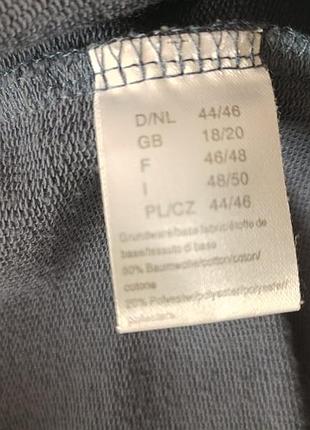 D/NL 44/46
GB 18/20
F 46/48
I 48/50
PL/CZ 44/46
Grundware/base fabric/étoffe de
base/tessuto di base
80% Baumwolle/cotton/coton/
cotone
20% Polyester/polyester/polyester/
poliestere